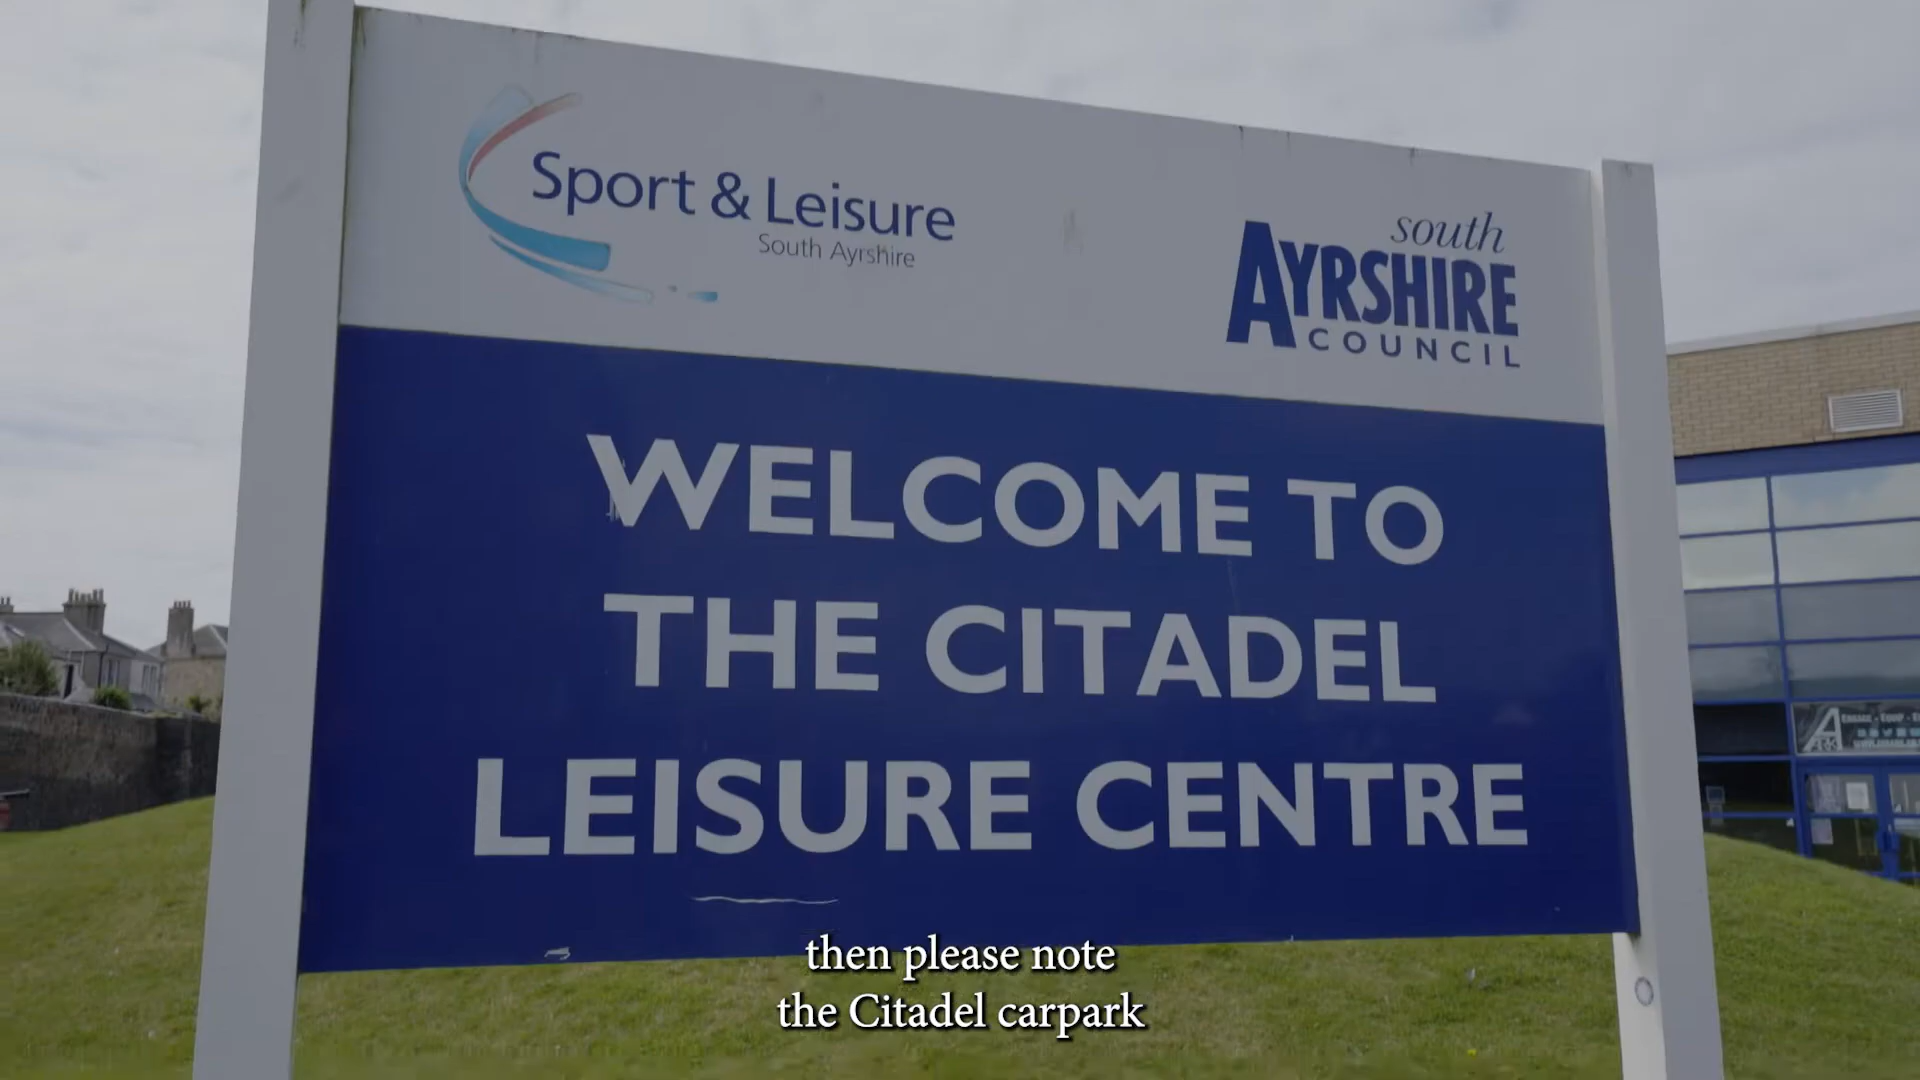 Sport & Leisure
South Ayrshire
south
AYRSHIRE
COUNCIL
WELCOME TO
THE CITADEL
LEISURE CENTRE
then please note
the Citadel carpark